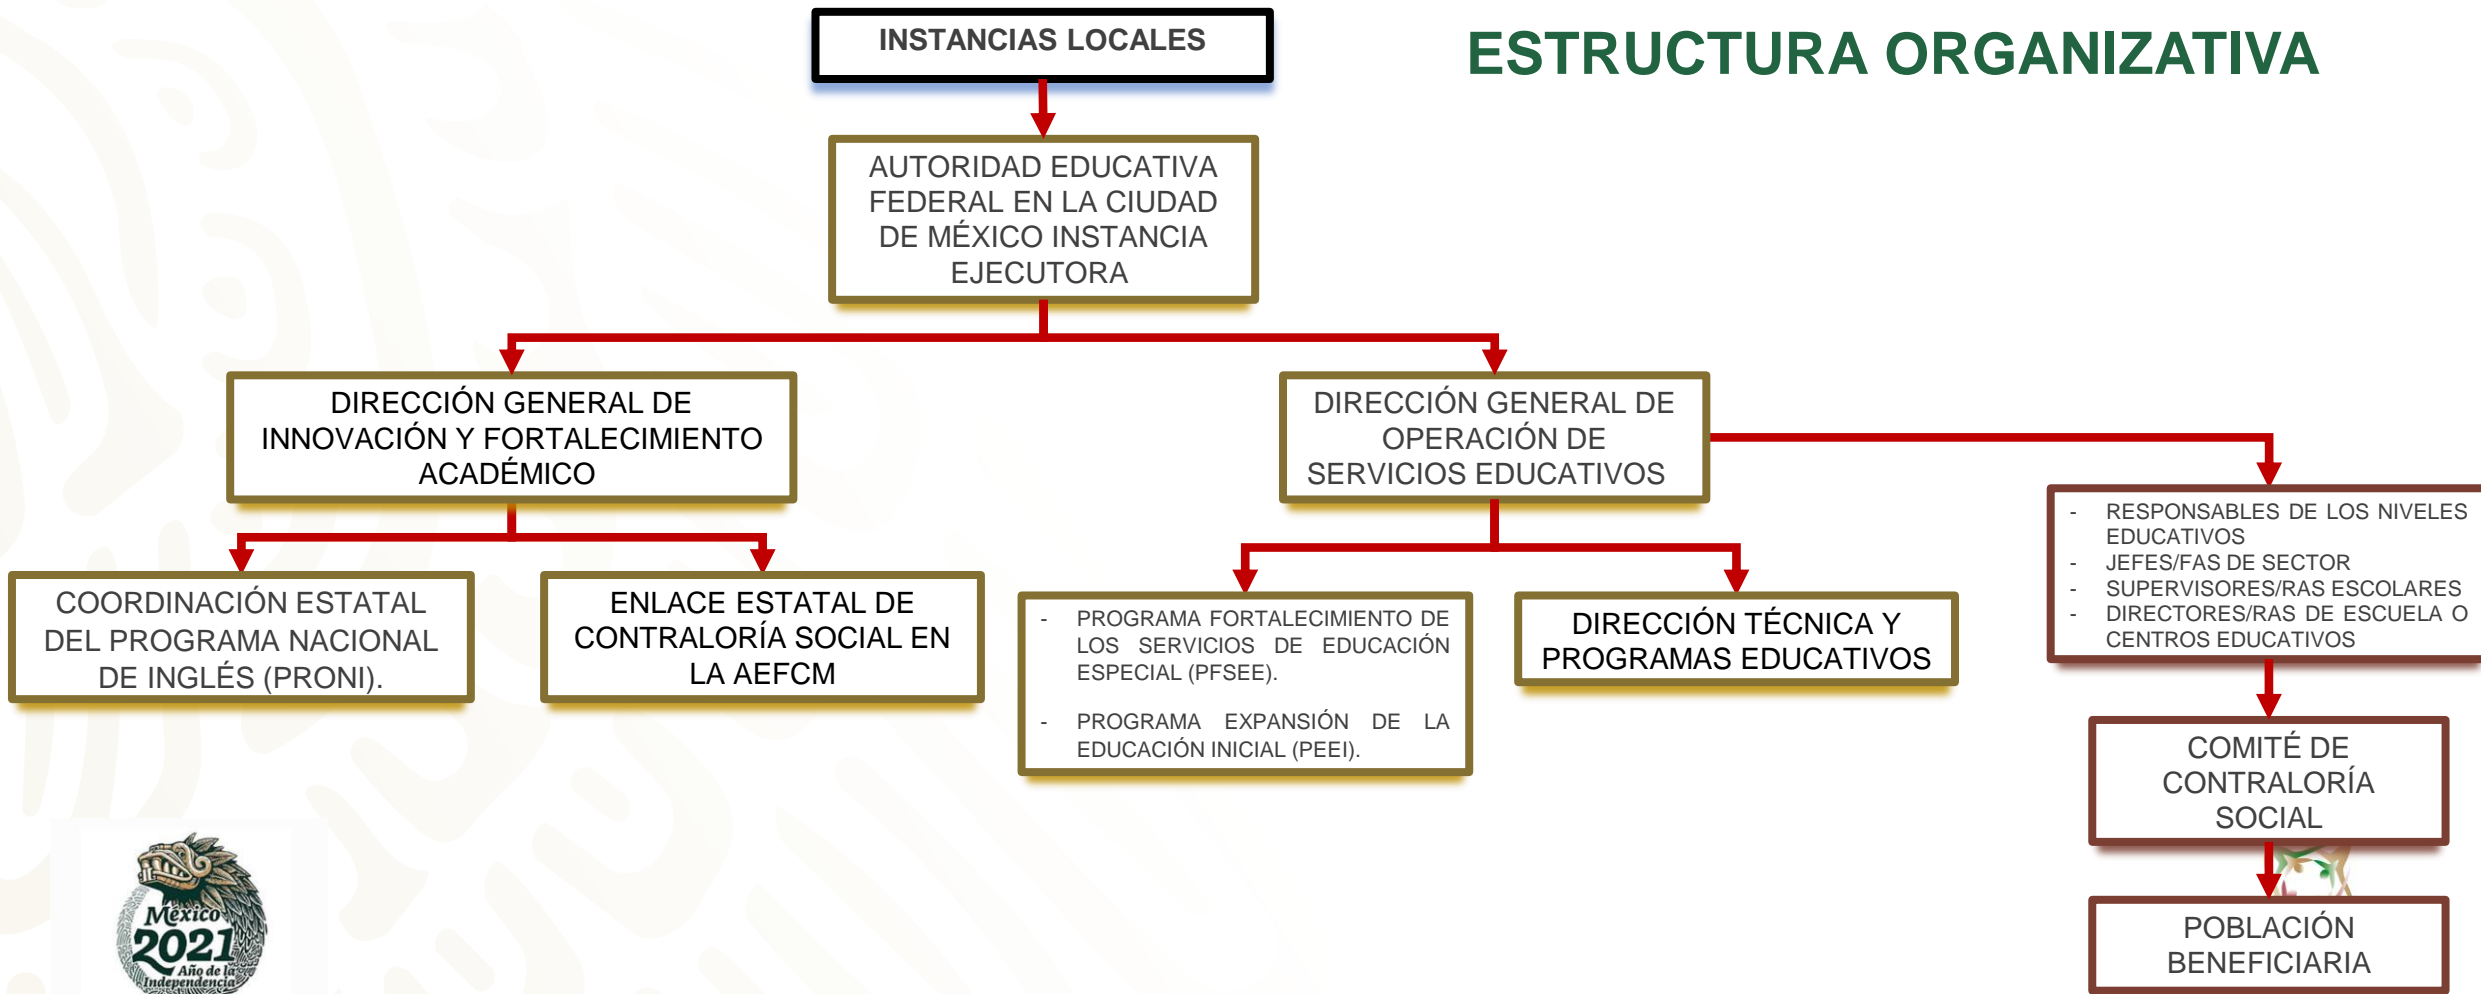 INSTANCIAS LOCALES
ESTRUCTURA ORGANIZATIVA
AUTORIDAD EDUCATIVA
FEDERAL EN LA CIUDAD
DE MÉXICO INSTANCIA
EJECUTORA
DIRECCIÓN GENERAL DE
INNOVACIÓN Y FORTALECIMIENTO
ACADÉMICO
DIRECCIÓN GENERAL DE
OPERACIÓN DE
SERVICIOS EDUCATIVOS
- RESPONSABLES DE LOS NIVELES
EDUCATIVOS
- JEFES/FAS DE SECTOR
- SUPERVISORES/RAS ESCOLARES
- DIRECTORES/RAS DE ESCUELA O
CENTROS EDUCATIVOS
COORDINACIÓN ESTATAL
DEL PROGRAMA NACIONAL
DE INGLÉS (PRONI).
ENLACE ESTATAL DE
CONTRALORÍA SOCIAL EN
LA AEFCM
- PROGRAMA FORTALECIMIENTO DE
LOS SERVICIOS DE EDUCACIÓN
ESPECIAL (PFSEE).
- PROGRAMA EXPANSIÓN DE LA
EDUCACIÓN INICIAL (PEEI).
DIRECCIÓN TÉCNICA Y
PROGRAMAS EDUCATIVOS
COMITÉ DE
CONTRALORÍA
SOCIAL
POBLACIÓN
BENEFICIARIA
México
2021
Año de la
Independencia